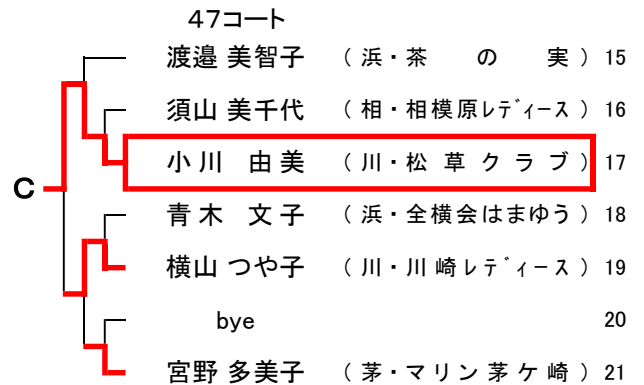 47コート
渡邉 美智子 (浜・茶の実) 15
須山 美千代 (相・相模原レディース) 16
小川 由美 (川・松草クラブ) 17
C
青木 文子 (浜・全横会はまゆう) 18
横山 つや子 (川・川崎レディース) 19
bye 20
宮野 多美子 (茅・マリン茅ケ崎) 21